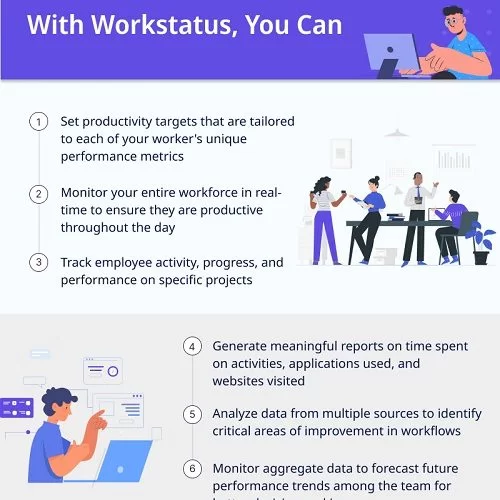 With Workstatus, You Can
1
Set productivity targets that are tailored
to each of your worker's unique
performance metrics
2
Monitor your entire workforce in real-
time to ensure they are productive
throughout the day
3
Track employee activity, progress, and
performance on specific projects
4
Generate meaningful reports on time spent
on activities, applications used, and
websites visited
5
Analyze data from multiple sources to identify
critical areas of improvement in workflows
6
Monitor aggregate data to forecast future
performance trends among the team for